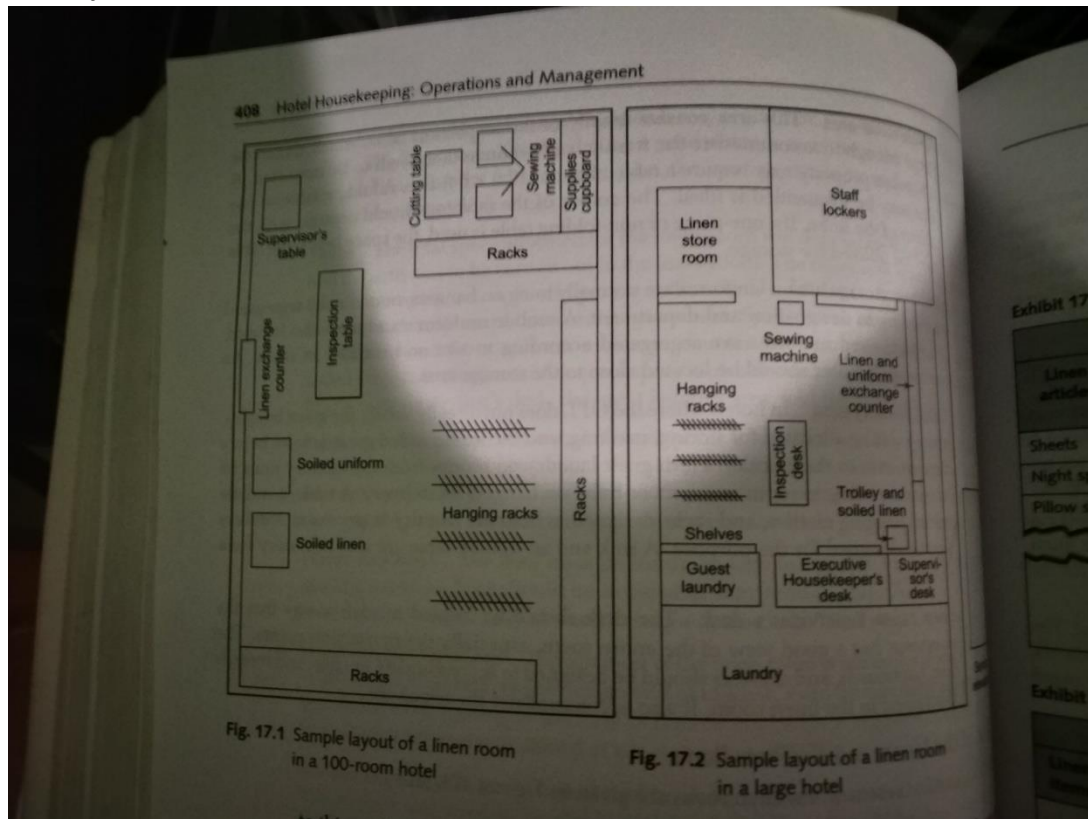 408 Hotel Housekeeping: Operations and Management
Supervisor's
table
Cutting table
Sewing
machine
Supplies
cupboard
Racks
Inspection
table
Linen exchange
counter
Soiled uniform
Soiled linen
Hanging racks
Racks
Racks
Fig. 17.1 Sample layout of a linen room
in a 100-room hotel
Linen
store
room
Staff
lockers
Sewing
machine
Linen and
uniform
exchange
counter
Hanging
racks
Inspection
desk
Trolley and
soiled linen
Shelves
Guest
laundry
Executive
Housekeeper's
desk
Supervi-
sor's
desk
Laundry
Fig. 17.2 Sample layout of a linen room
in a large hotel
Exhibit 17
Linen
article
Sheets
Night
Pillow
Exhibit